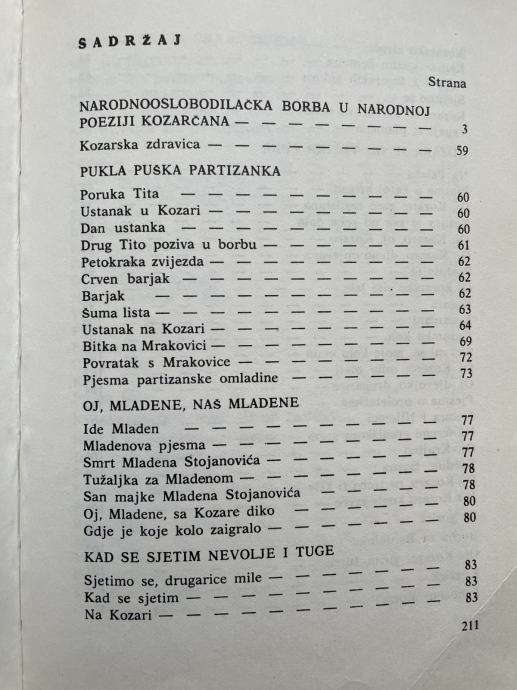 SADRŽAJ
Strana
NARODNOOSLOBODILAČKA BORBA U NARODNOJ
POEZIJI KOZARČANA — — — — — — — — 3
Kozarska zdravica — — — — — — — — 59
PUKLA PUŠKA PARTIZANKA
Poruka Tita — — — — — — — — — 60
Ustanak u Kozari — — — — — — — — 60
Dan ustanka — — — — — — — — — 60
Drug Tito poziva u borbu — — — — — — 61
Petokraka zvijezda — — — — — — — — 62
Crven barjak — — — — — — — — — 62
Barjak — — — — — — — — — — 62
Šuma lista — — — — — — — — — 63
Ustanak na Kozari — — — — — — — — 64
Bitka na Mrakovici — — — — — — — — 69
Povratak s Mrakovice — — — — — — — 72
Pjesma partizanske omladine — — — — — 73
OJ, MLADENE, NAŠ MLADENE
Ide Mladen — — — — — — — — — 77
Mladenova pjesma — — — — — — — — 77
Smrt Mladena Stojanovića — — — — — — 77
Tužaljka za Mladenom — — — — — — — 78
San majke Mladena Stojanovića — — — — — 78
Oj, Mladene, sa Kozare diko — — — — — 80
Gdje je koje kolo zaigralo — — — — — — 80
KAD SE SJETIM NEVOLJE I TUGE
Sjetimo se, drugarice mile — — — — — — 83
Kad se sjetim — — — — — — — — — 83
Na Kozari — — — — — — — — — — 83
211